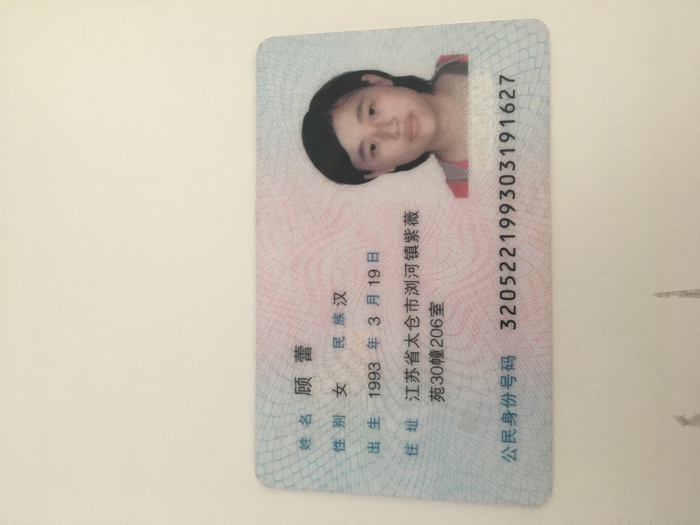 姓名 顾蕾
性别 女 民族 汉
出生 1993 年 3 月 19 日
住址 江苏省太仓市浏河镇紫薇
苑30幢206室
公民身份号码 320522199303191627